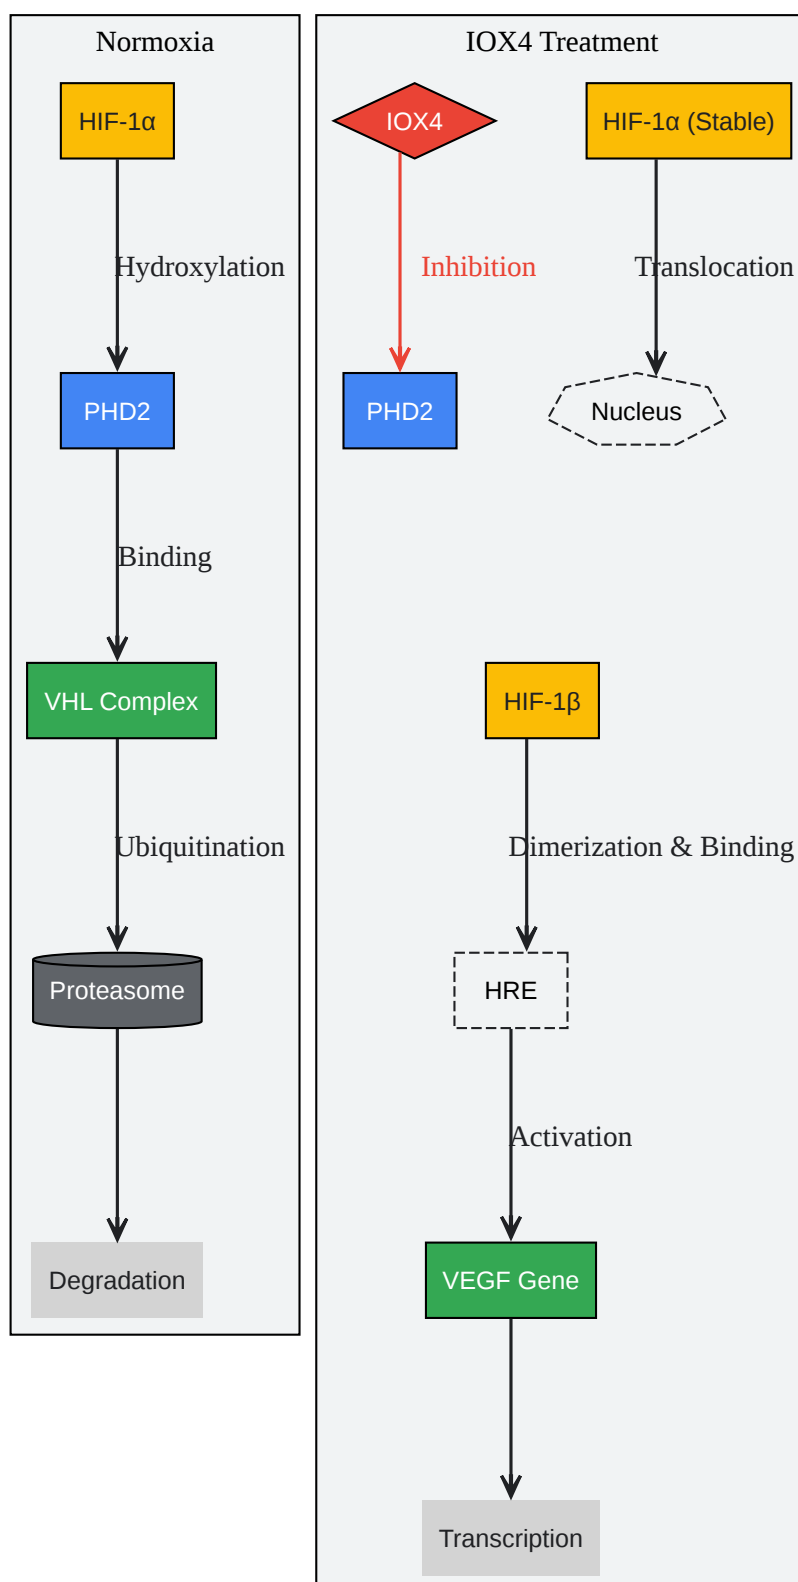 Normoxia
HIF-1α
Hydroxylation
PHD2
Binding
VHL Complex
Ubiquitination
Proteasome
Degradation
IOX4 Treatment
IOX4
HIF-1α (Stable)
Inhibition
Translocation
PHD2
Nucleus
HIF-1β
Dimerization & Binding
HRE
Activation
VEGF Gene
Transcription